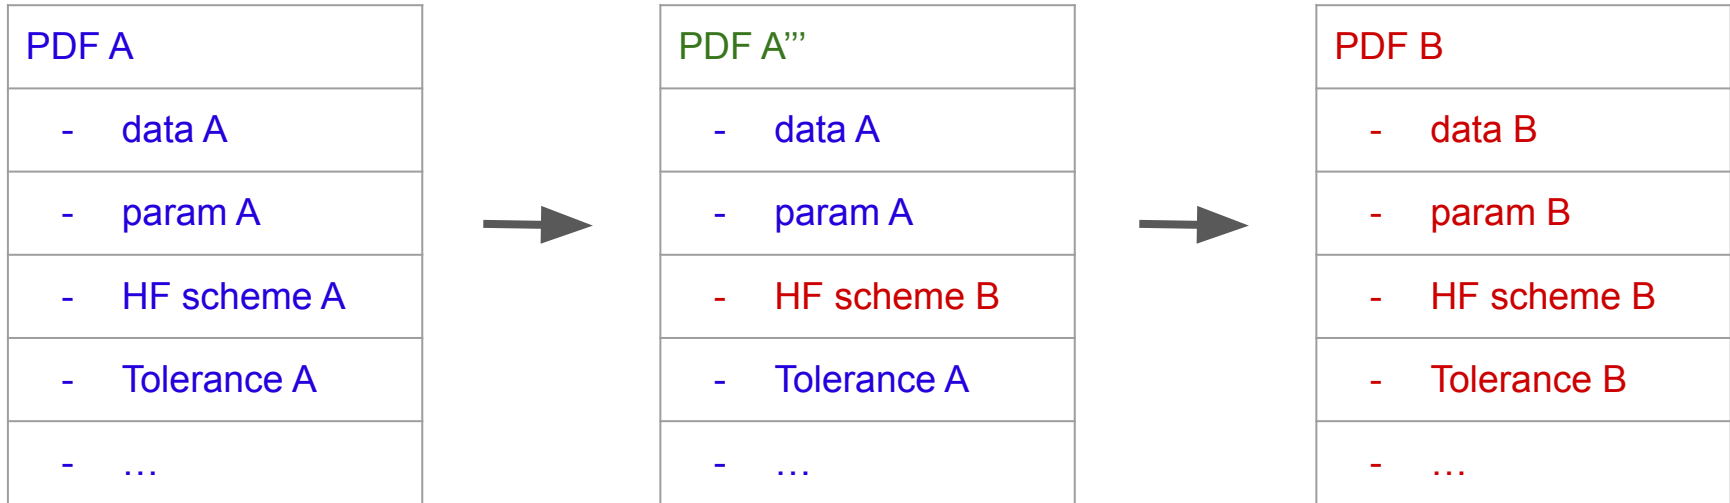 PDF A
- data A
- param A
- HF scheme A
- Tolerance A
- …
PDF A’’’
- data A
- param A
- HF scheme B
- Tolerance A
- …
PDF B
- data B
- param B
- HF scheme B
- Tolerance B
- …